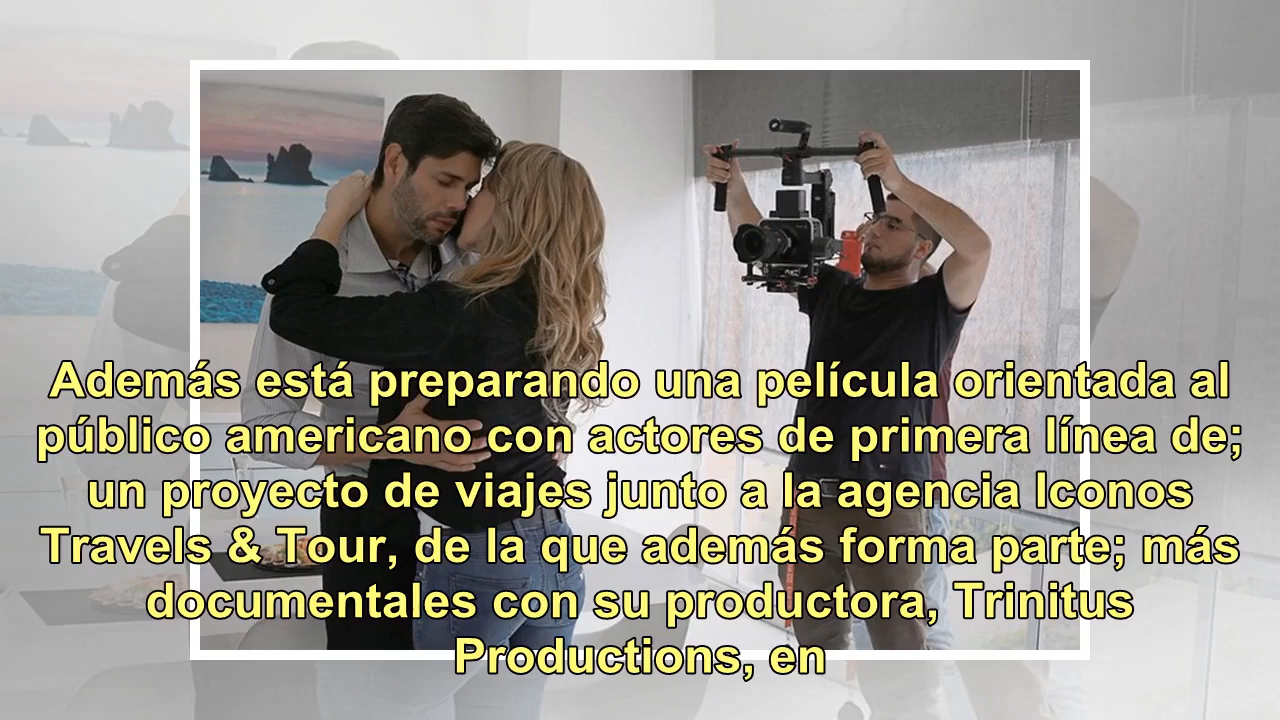 Además está preparando una película orientada al
público americano con actores de primera línea de;
un proyecto de viajes junto a la agencia Iconos
Travels & Tour, de la que además forma parte; más
documentales con su productora, Trinitus
Productions, en